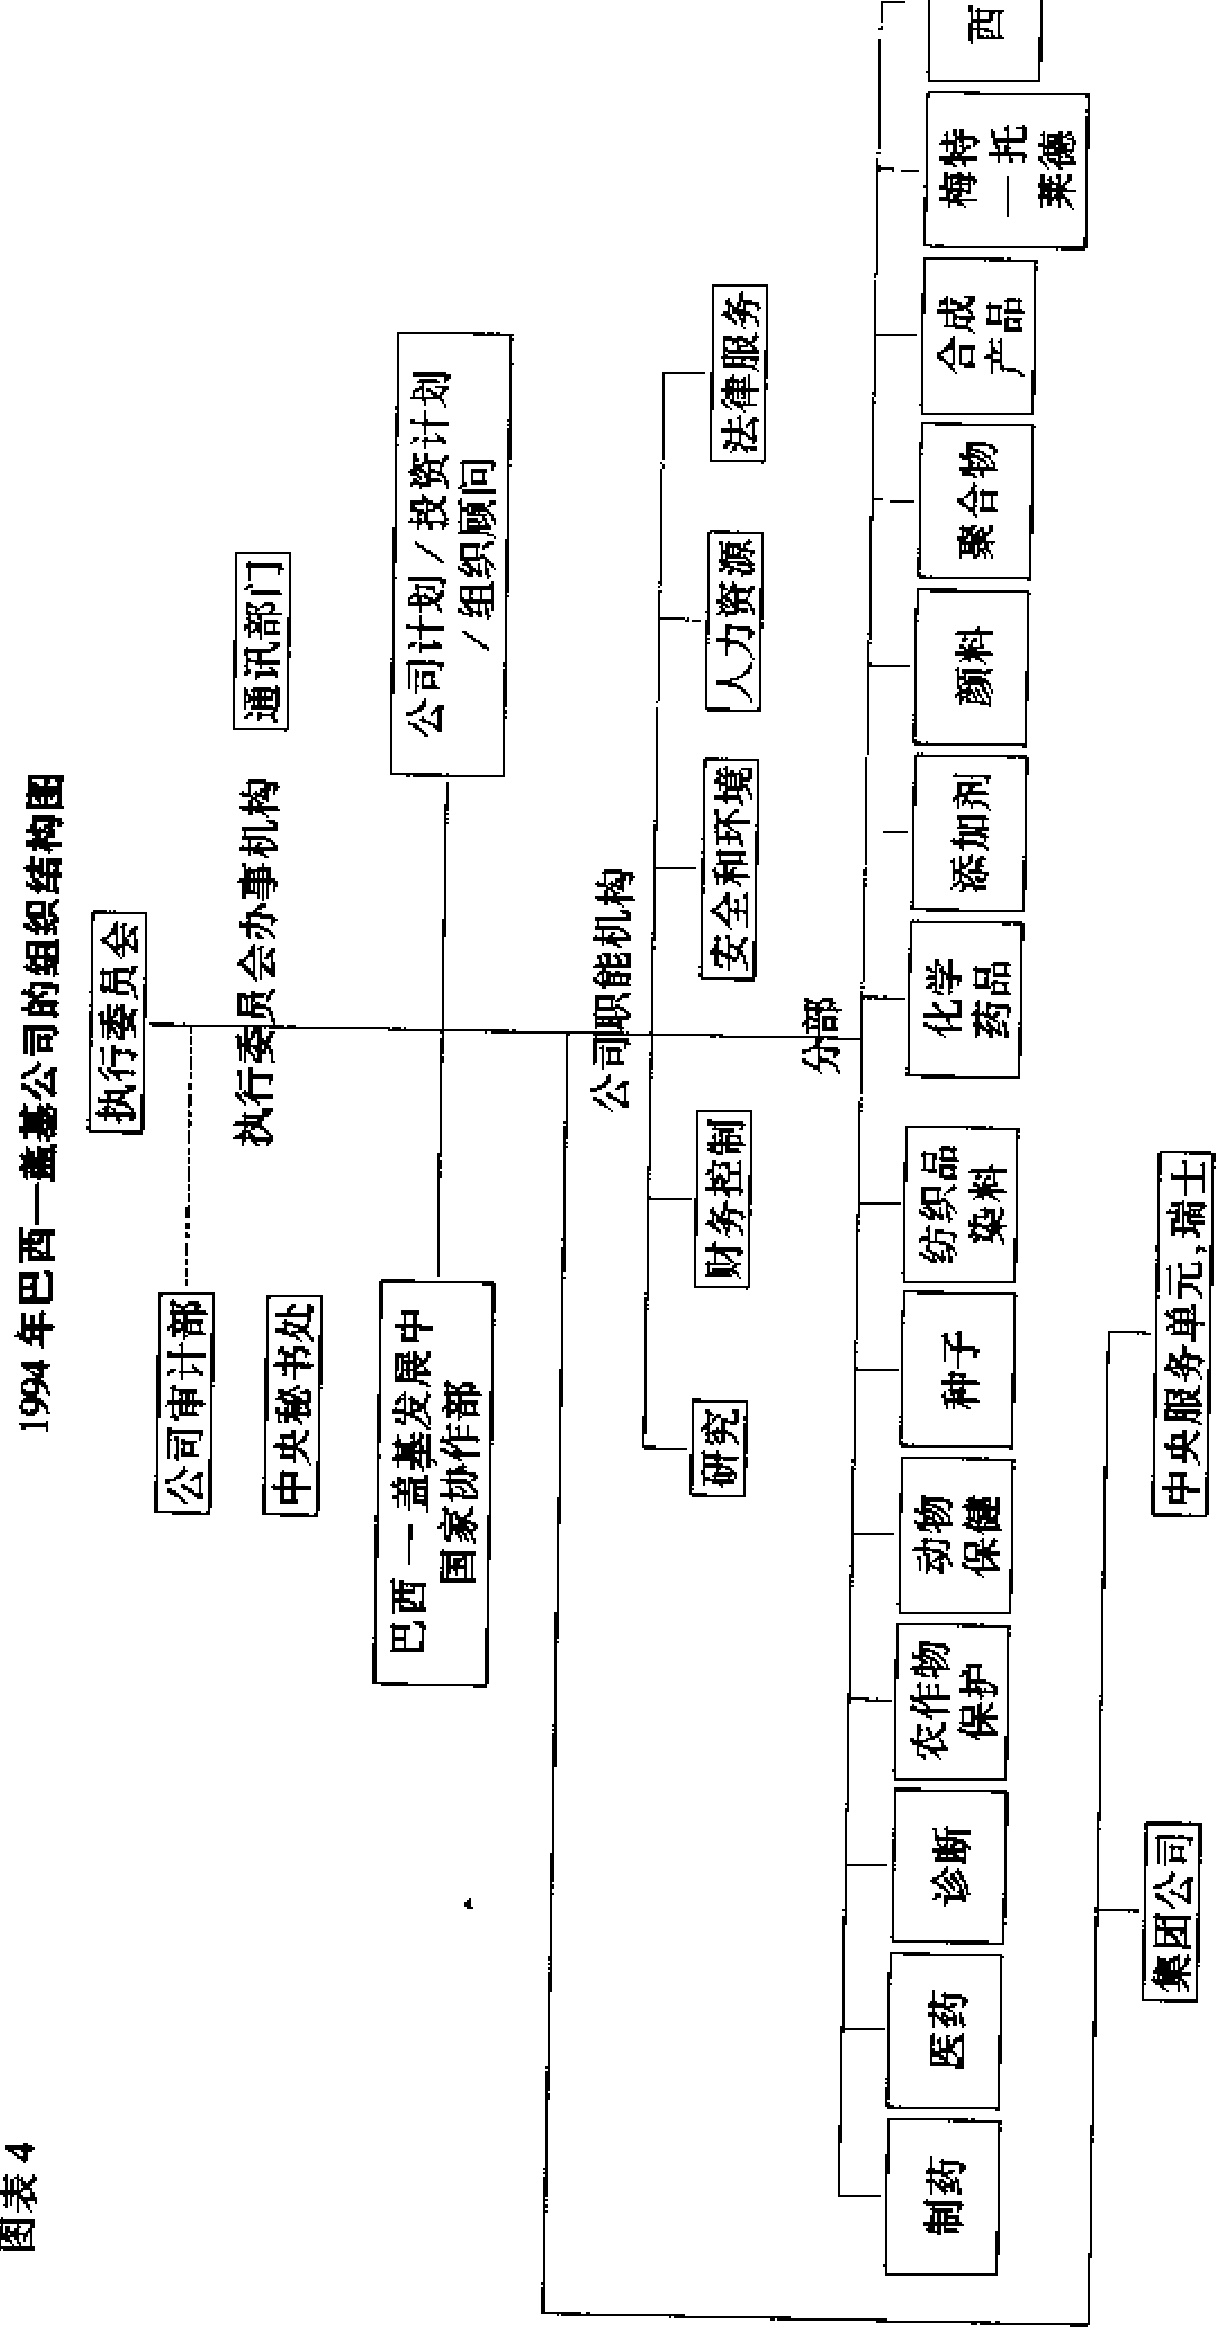 图表 4
1994 年巴西—盖基公司的组织结构图
执行委员会
公司审计部
执行委员会办事机构
通讯部门
中央秘书处
巴西一盖基发展中
国家协作部
公司计划/投资计划
/组织顾问
公司职能机构
研究
财务控制
安全和环境
人力资源
法律服务
分部
制药
医药
诊断
农作物
保护
动物
保健
种子
纺织品
染料
化学
药品
添加剂
颜料
聚合物
合成
产品
梅特
一托
莱德
西
集团公司
中央服务单元,瑞士